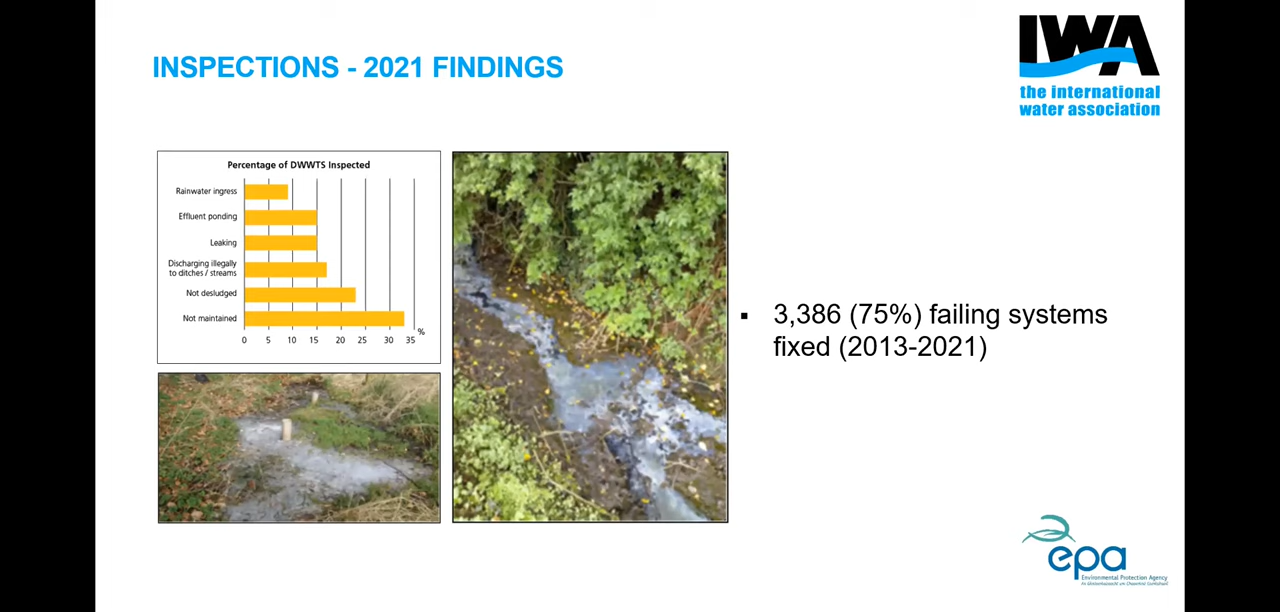 INSPECTIONS - 2021 FINDINGS
IWA
the international
water association
Percentage of DWWTS Inspected
Rainwater ingress
Effluent ponding
Leaking
Discharging illegally
to ditches / streams
Not desludged
Not maintained
%
0 5 10 15 20 25 30 35
▪ 3,386 (75%) failing systems
fixed (2013-2021)
epa
Environmental Protection Agency